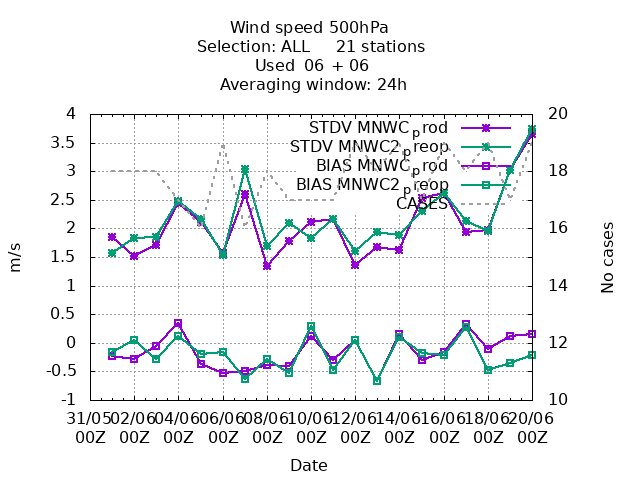 Wind speed 500hPa
Selection: ALL 21 stations
Used 06 + 06
Averaging window: 24h
4
3.5
3
2.5
2
1.5
1
0.5
0
-0.5
-1
20
18
16
14
12
10
m/s
No cases
STDV MNWC_prod
STDV MNWC2_preop
BIAS MNWC_prod
BIAS MNWC2_preop
CASES
31/05 02/06 04/06 06/06 08/06 10/06 12/06 14/06 16/06 18/06 20/06
00Z 00Z 00Z 00Z 00Z 00Z 00Z 00Z 00Z 00Z 00Z
Date